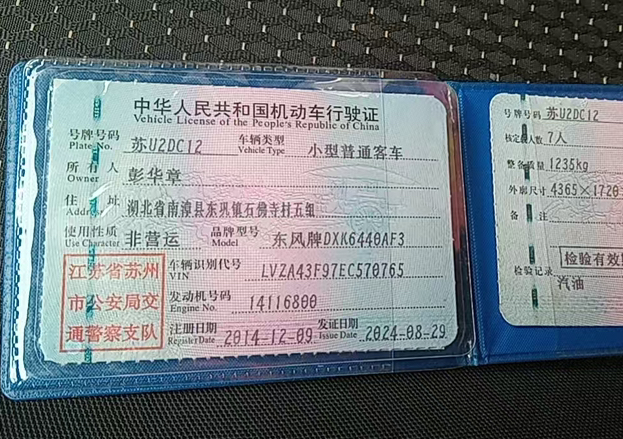 中华人民共和国机动车行驶证
Vehicle License of the People's Republic of China
号牌号码 苏U2DC12 车辆类型 小型普通客车
Plate No. Vehicle Type
所有人 彭华章
Owner
住址 湖北省南漳县东巩镇石佛寺村五组
Address
使用性质 非营运 品牌型号 东风牌DXK6440AF3
Use Character Model
江苏省苏州
市公安局交
通警察支队
车辆识别代号 LVZA43F97EC570765
VIN
发动机号码 14116800
Engine No.
注册日期 2014-12-09 发证日期 2024-08-29
Register Date Issue Date
号牌号码 苏U2DC12
核定载人数 7人
整备质量 1235kg
外廓尺寸 4365×1720
备注
检验有效
检验记录
汽油